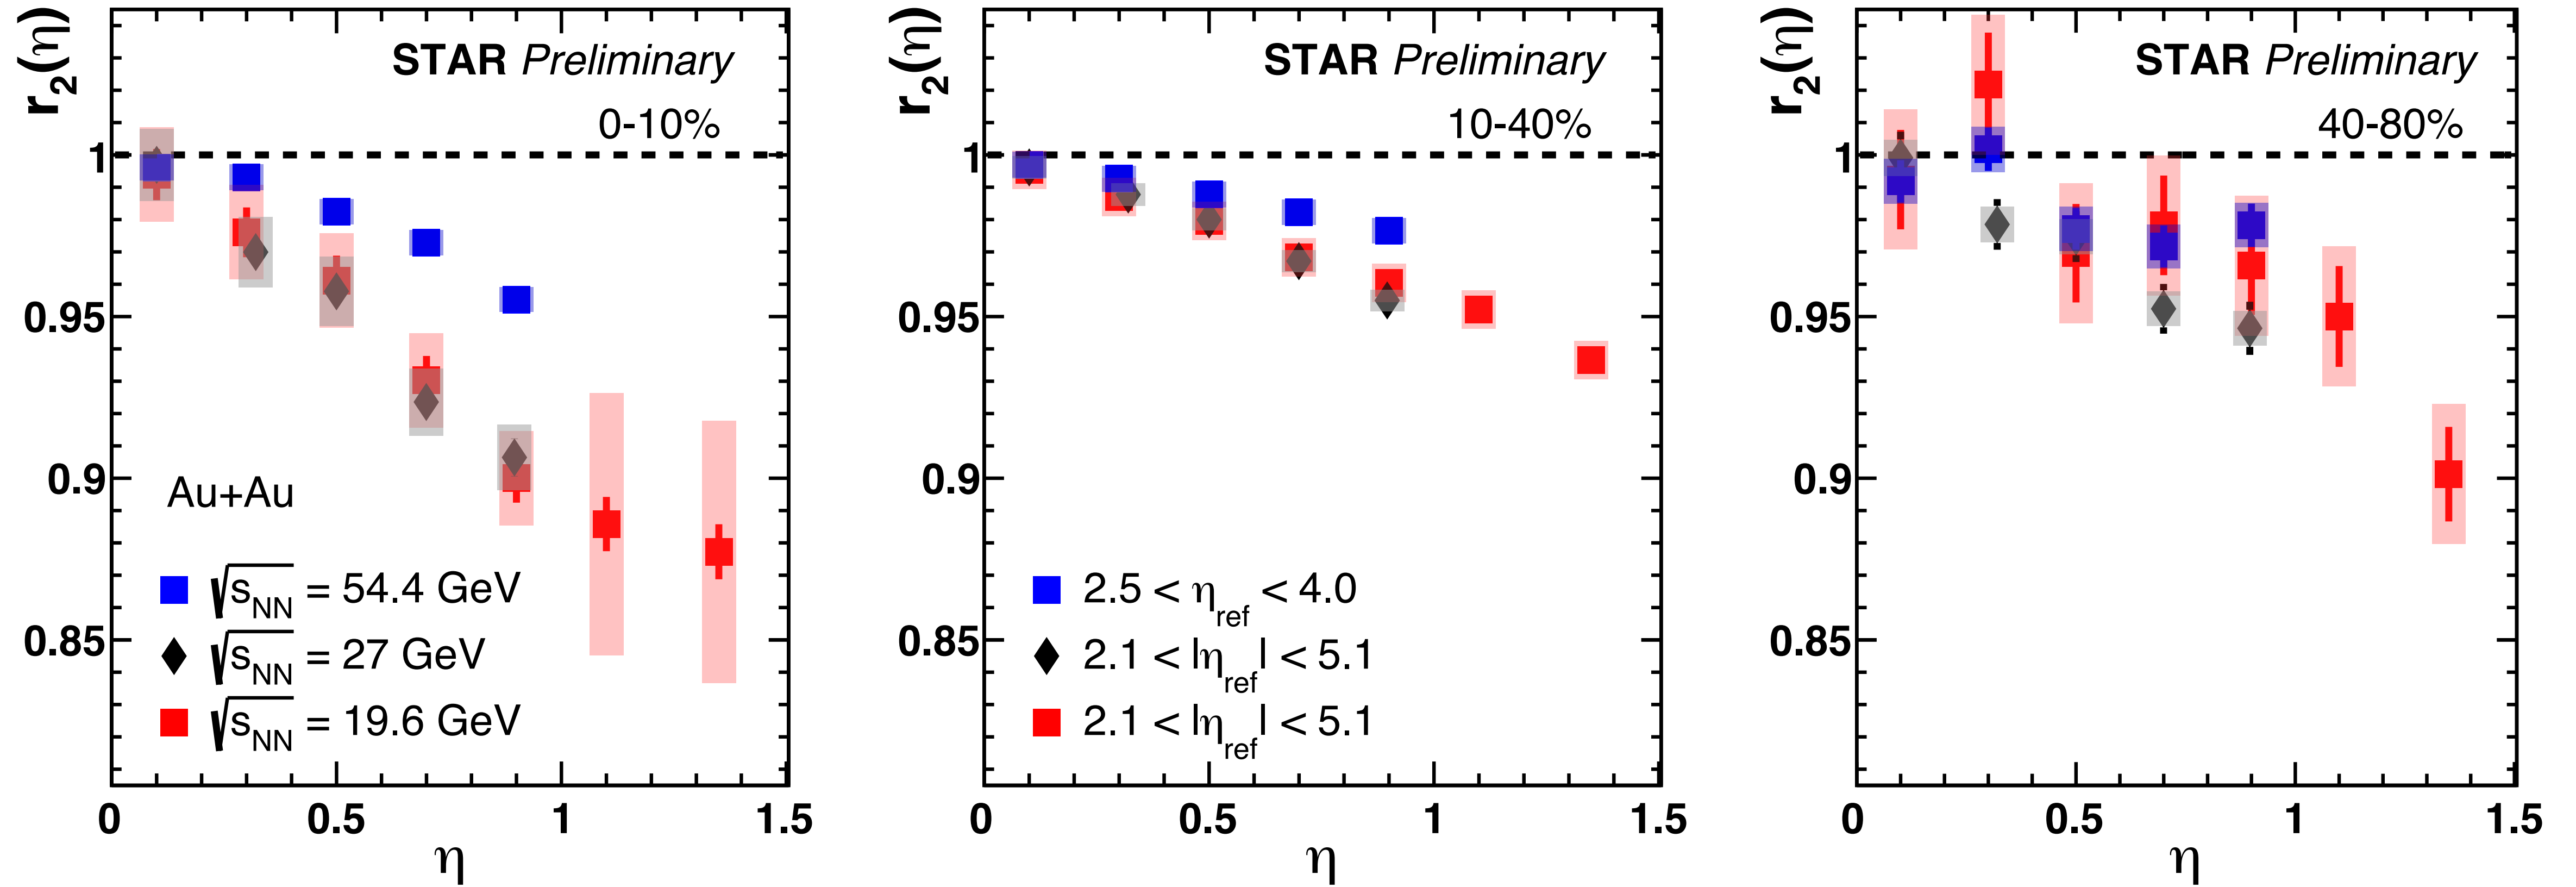 r₂(η)
STAR Preliminary
0-10%
1
0.95
0.9
0.85
Au+Au
√sNN = 54.4 GeV
√sNN = 27 GeV
√sNN = 19.6 GeV
0 0.5 1 1.5
η
r₂(η)
STAR Preliminary
10-40%
1
0.95
0.9
0.85
2.5 < ηref < 4.0
2.1 < |ηref| < 5.1
2.1 < |ηref| < 5.1
0 0.5 1 1.5
η
r₂(η)
STAR Preliminary
40-80%
1
0.95
0.9
0.85
0 0.5 1 1.5
η